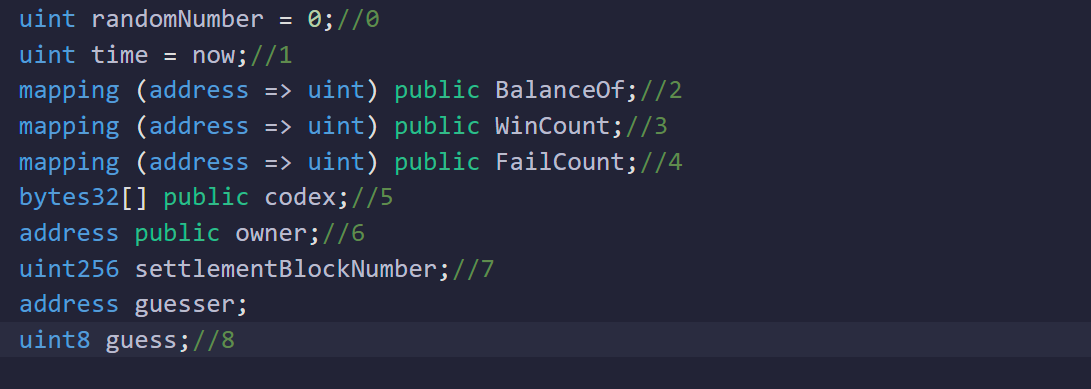 uint randomNumber = 0;//0
uint time = now;//1
mapping (address => uint) public BalanceOf;//2
mapping (address => uint) public WinCount;//3
mapping (address => uint) public FailCount;//4
bytes32[] public codex;//5
address public owner;//6
uint256 settlementBlockNumber;//7
address guesser;
uint8 guess;//8